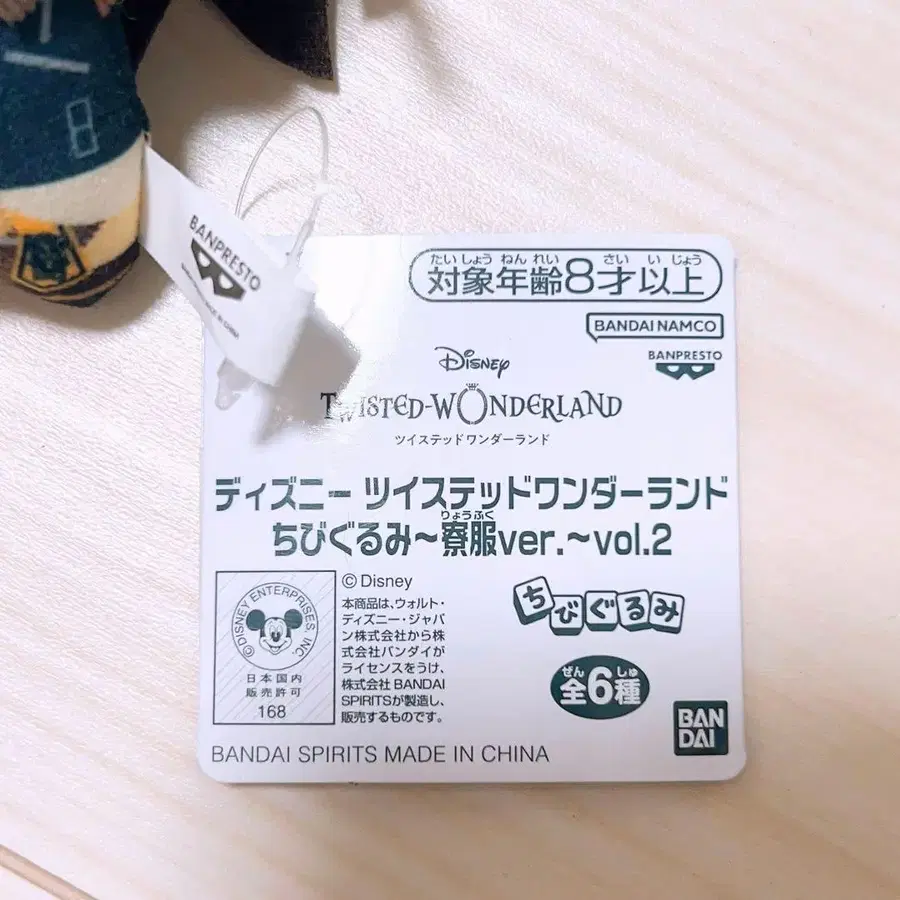 8
BANPRESTO
たいしょうねんれい さいいじょう
対象年齢8才以上
BANDAI NAMCO
BANPRESTO
Disney
TWISTED-WONDERLAND
ツイステッドワンダーランド
ディズニー ツイステッドワンダーランド
りょうふく
ちびぐるみ～寮服ver.～vol.2
©DISNEY ENTERPRISES, INC.
日本国内
販売許可
168
©Disney
本商品は、ウォルト・
ディズニー・ジャパ
ン株式会社から株
式会社バンダイが
ライセンスをうけ、
株式会社BANDAI
SPIRITSが製造し、
販売するものです。
ちびぐるみ
ぜん しゅ
全6種
BAN
DAI
BANDAI SPIRITS MADE IN CHINA